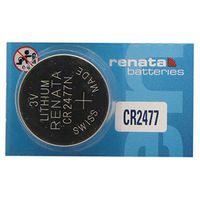 renata
batteries
3V
LITHIUM
RENATA
CR2477N
SWISS
MADE
CR2477